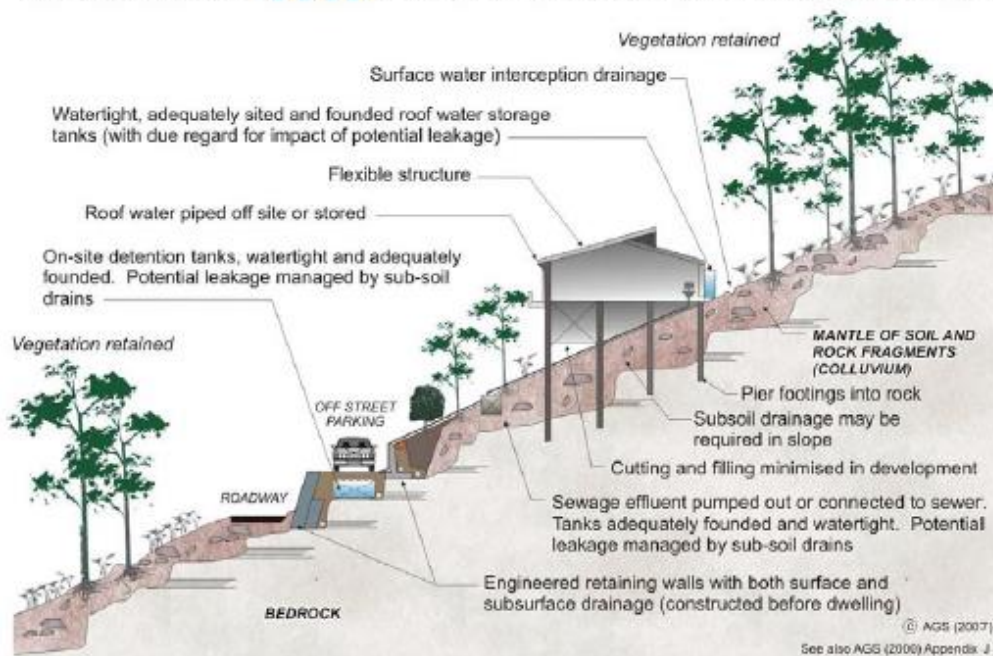 Vegetation retained
Surface water interception drainage
Watertight, adequately sited and founded roof water storage
tanks (with due regard for impact of potential leakage)
Flexible structure
Roof water piped off site or stored
On-site detention tanks, watertight and adequately
founded. Potential leakage managed by sub-soil
drains
Vegetation retained
MANTLE OF SOIL AND
ROCK FRAGMENTS
(COLLUVIUM)
Pier footings into rock
OFF STREET
PARKING
Subsoil drainage may be
required in slope
Cutting and filling minimised in development
ROADWAY
Sewage effluent pumped out or connected to sewer.
Tanks adequately founded and watertight. Potential
leakage managed by sub-soil drains
Engineered retaining walls with both surface and
subsurface drainage (constructed before dwelling)
BEDROCK
© AGS (2007)
See also AGS (2000) Appendix J